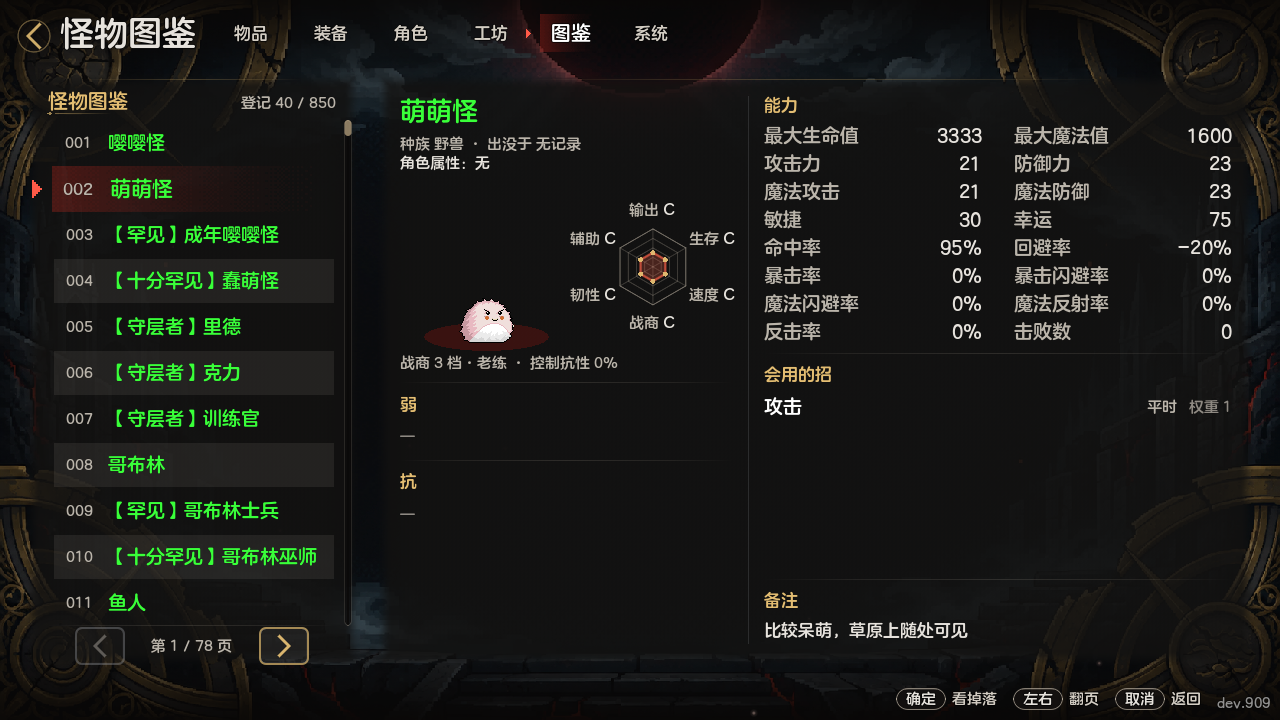 怪物图鉴 物品 装备 角色 工坊 图鉴 系统
怪物图鉴 登记 40 / 850
001 嘤嘤怪
002 萌萌怪
003 【罕见】成年嘤嘤怪
004 【十分罕见】蠢萌怪
005 【守层者】里德
006 【守层者】克力
007 【守层者】训练官
008 哥布林
009 【罕见】哥布林士兵
010 【十分罕见】哥布林巫师
011 鱼人
第 1 / 78 页
萌萌怪
种族 野兽 · 出没于 无记录
角色属性：无
输出 C
辅助 C 生存 C
韧性 C 速度 C
战商 C
战商 3 档 · 老练 · 控制抗性 0%
弱
—
抗
—
能力
最大生命值 3333 最大魔法值 1600
攻击力 21 防御力 23
魔法攻击 21 魔法防御 23
敏捷 30 幸运 75
命中率 95% 回避率 -20%
暴击率 0% 暴击闪避率 0%
魔法闪避率 0% 魔法反射率 0%
反击率 0% 击败数 0
会用的招
攻击 平时 权重 1
备注
比较呆萌，草原上随处可见
确定 看掉落 左右 翻页 取消 返回 dev.909